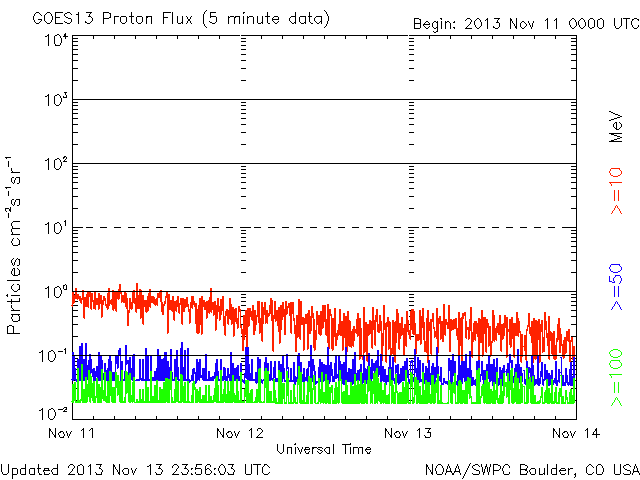 GOES13 Proton Flux (5 minute data)
Begin: 2013 Nov 11 0000 UTC
Particles cm⁻²s⁻¹sr⁻¹
10⁴
10³
10²
10¹
10⁰
10⁻¹
10⁻²
Nov 11
Nov 12
Nov 13
Nov 14
Universal Time
>=10
>=50
>=100
MeV
Updated 2013 Nov 13 23:56:03 UTC
NOAA/SWPC Boulder, CO USA